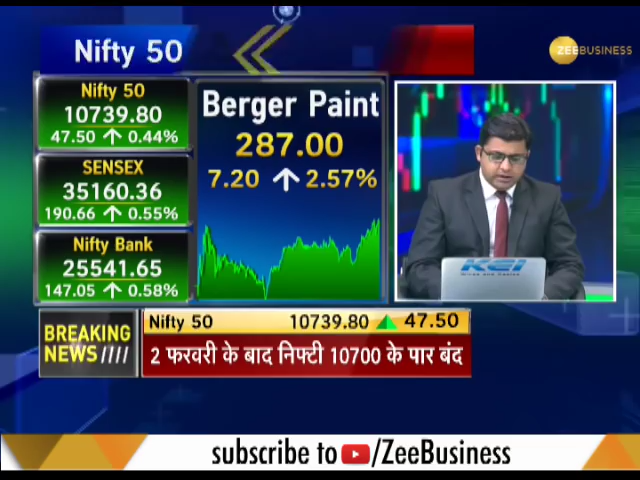 Nifty 50
ZEEBUSINESS
Nifty 50
10739.80
47.50 0.44%
SENSEX
35160.36
190.66 0.55%
Nifty Bank
25541.65
147.05 0.58%
Berger Paint
287.00
7.20 2.57%
KEI
BREAKING
NEWS ////
Nifty 50 10739.80 47.50
2 फरवरी के बाद निफ्टी 10700 के पार बंद
subscribe to /ZeeBusiness